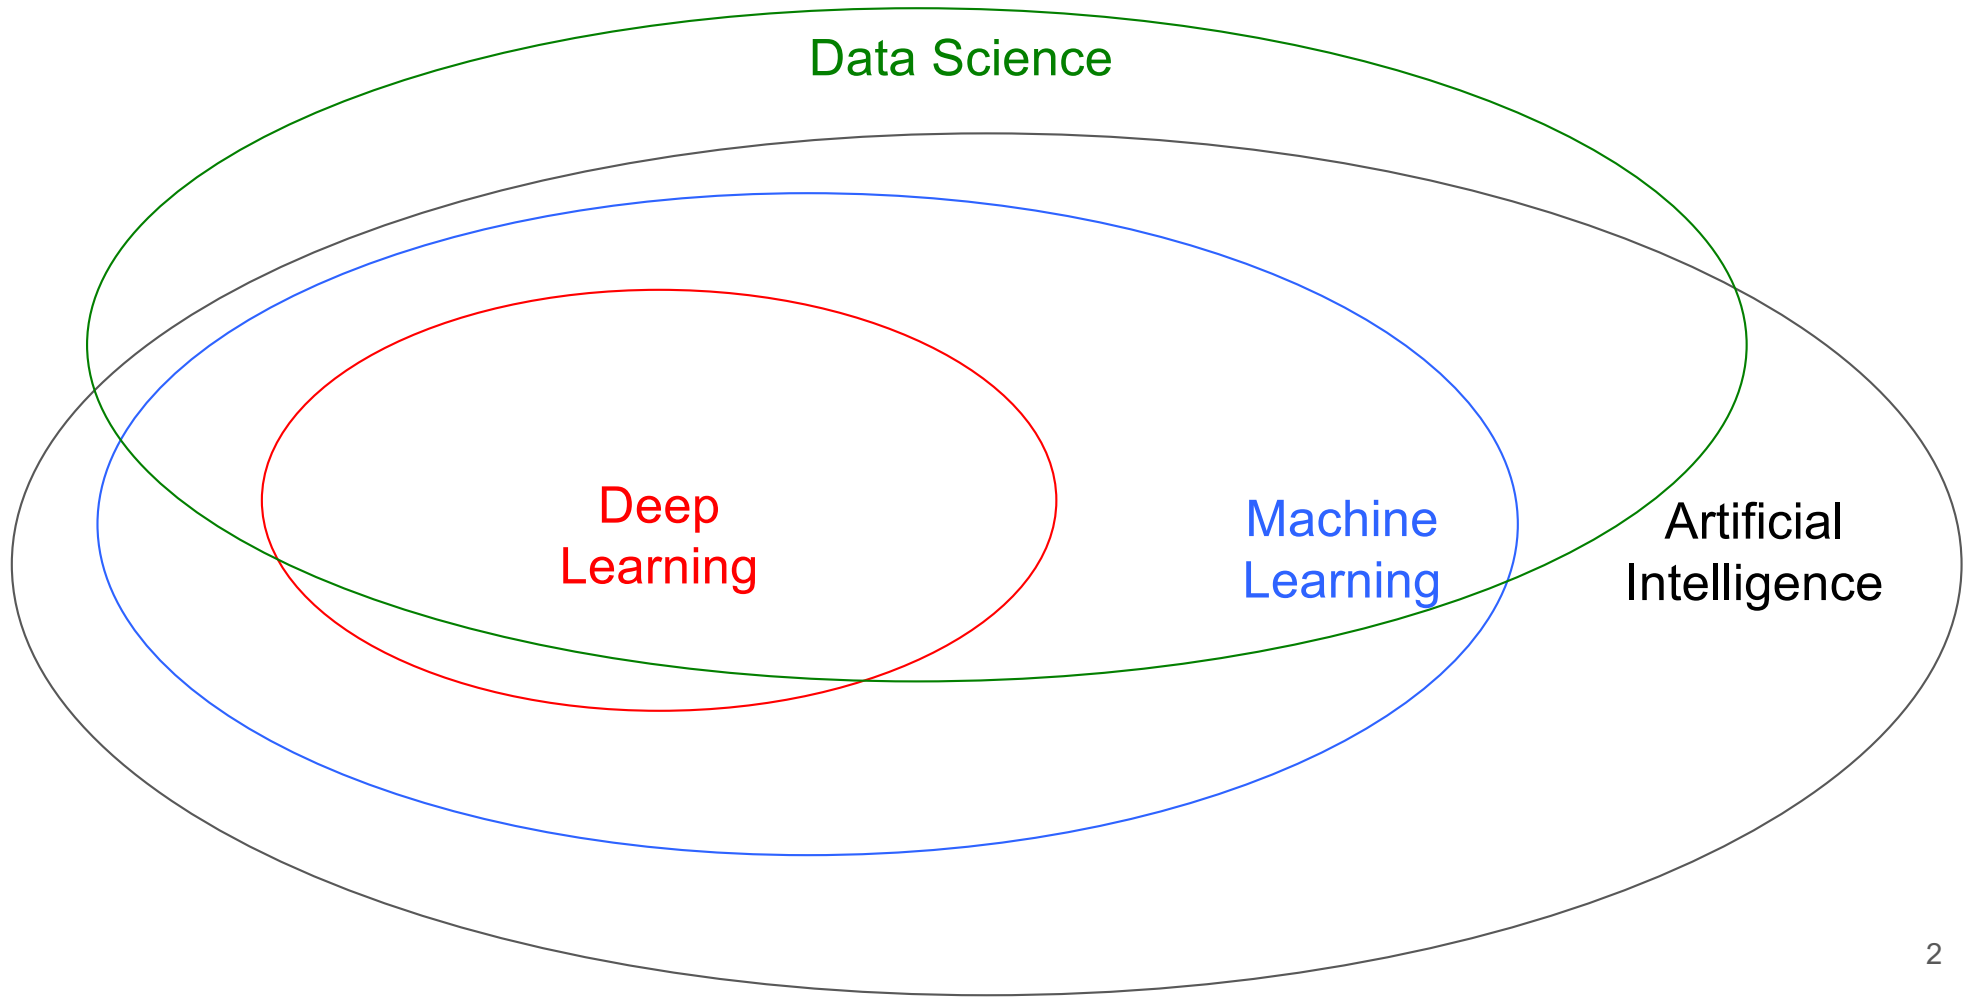 Data Science
Deep
Learning
Machine
Learning
Artificial
Intelligence
2